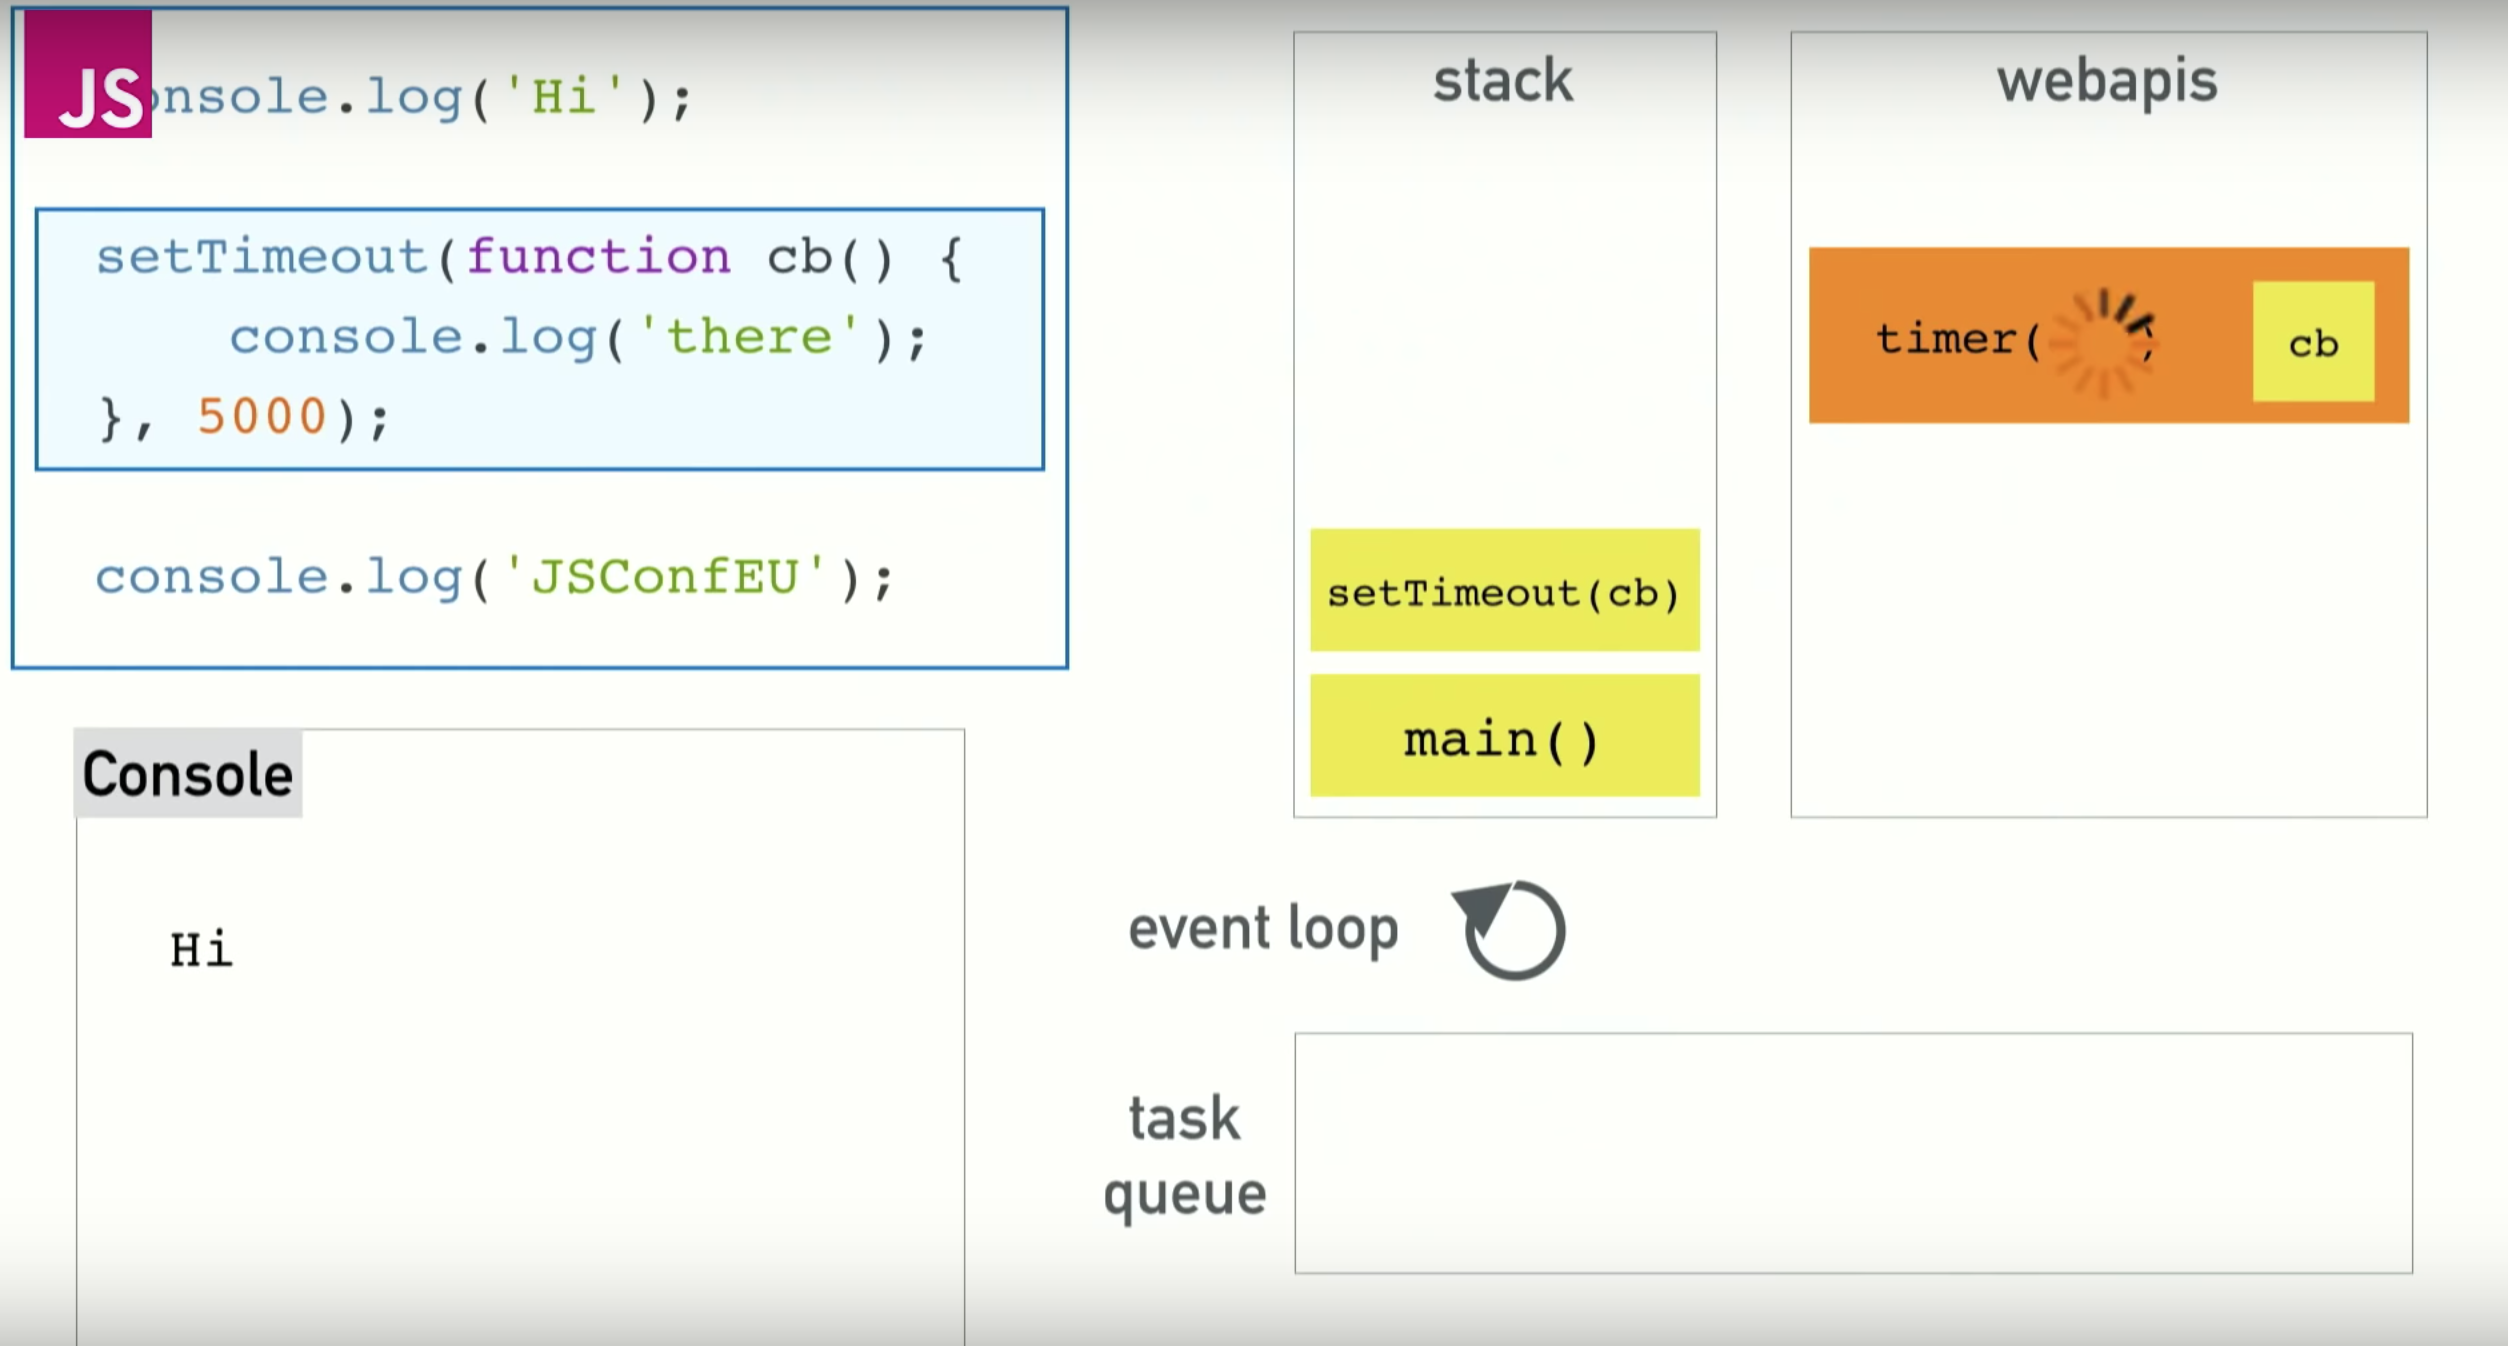 JS
onsole.log('Hi');
setTimeout(function cb() {
console.log('there');
}, 5000);
console.log('JSConfEU');
Console
Hi
stack
setTimeout(cb)
main()
webapis
timer( )
cb
event loop
task
queue